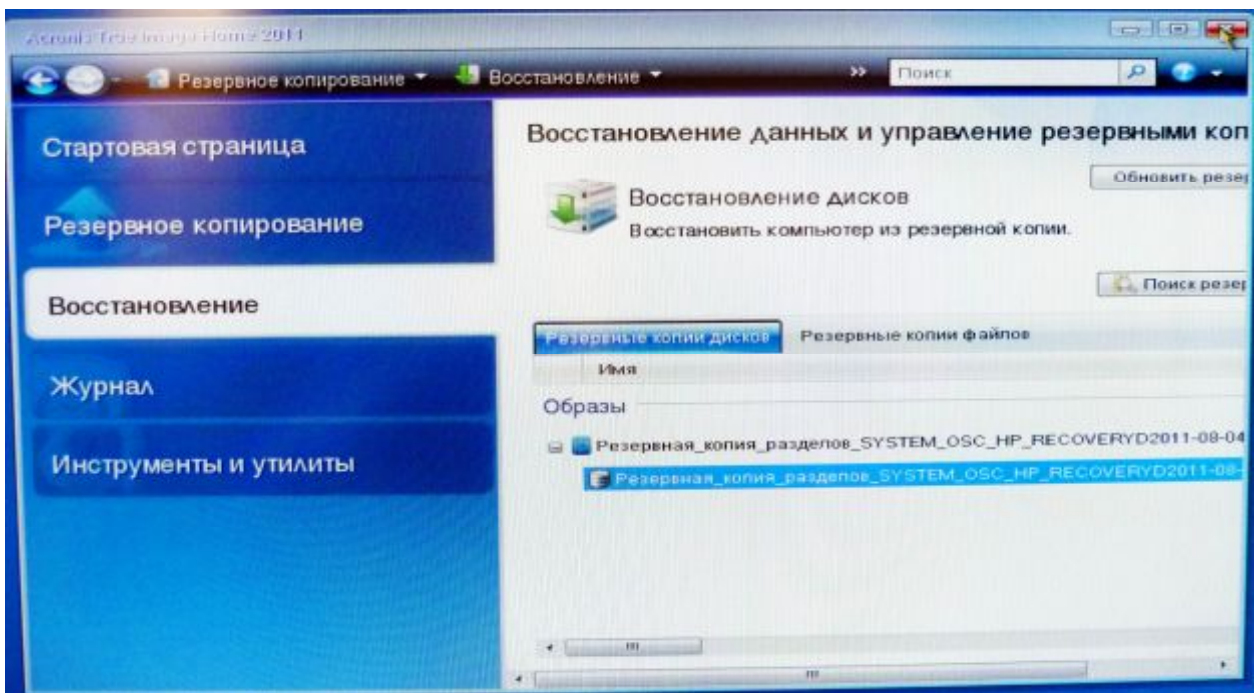 Acronis True Image Home 2011
Резервное копирование
Восстановление
»
Поиск
Стартовая страница
Резервное копирование
Восстановление
Журнал
Инструменты и утилиты
Восстановление данных и управление резервными коп
Обновить резер
Восстановление дисков
Восстановить компьютер из резервной копии.
Поиск резер
Резервные копии дисков
Резервные копии файлов
Имя
Образы
Резервная_копия_разделов_SYSTEM_OSC_HP_RECOVERYD2011-08-04
Резервная_копия_разделов_SYSTEM_OSC_HP_RECOVERYD2011-08-